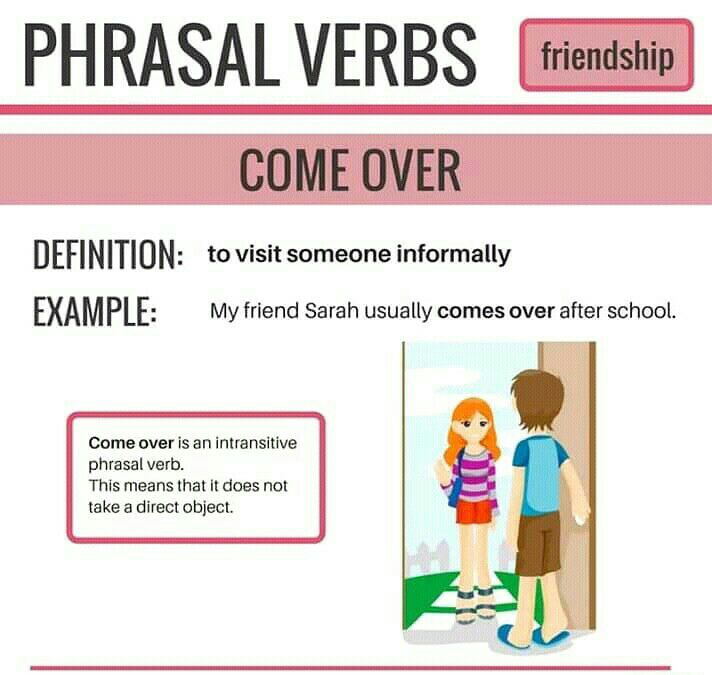 PHRASAL VERBS friendship
COME OVER
DEFINITION: to visit someone informally
EXAMPLE: My friend Sarah usually comes over after school.
Come over is an intransitive
phrasal verb.
This means that it does not
take a direct object.